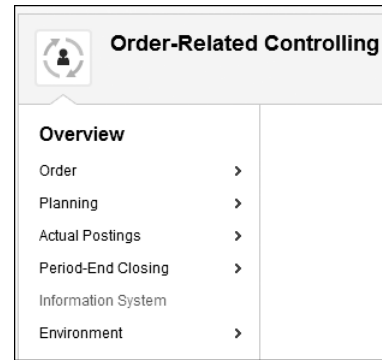 Order-Related Controlling
Overview
Order
Planning
Actual Postings
Period-End Closing
Information System
Environment